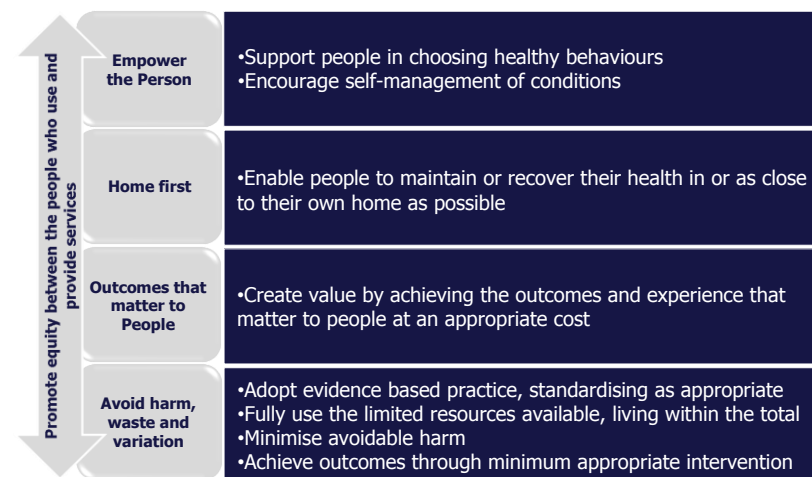 Promote equity between the people who use and
provide services
Empower
the Person
•Support people in choosing healthy behaviours
•Encourage self-management of conditions
Home first
•Enable people to maintain or recover their health in or as close
to their own home as possible
Outcomes that
matter to
People
•Create value by achieving the outcomes and experience that
matter to people at an appropriate cost
Avoid harm,
waste and
variation
•Adopt evidence based practice, standardising as appropriate
•Fully use the limited resources available, living within the total
•Minimise avoidable harm
•Achieve outcomes through minimum appropriate intervention